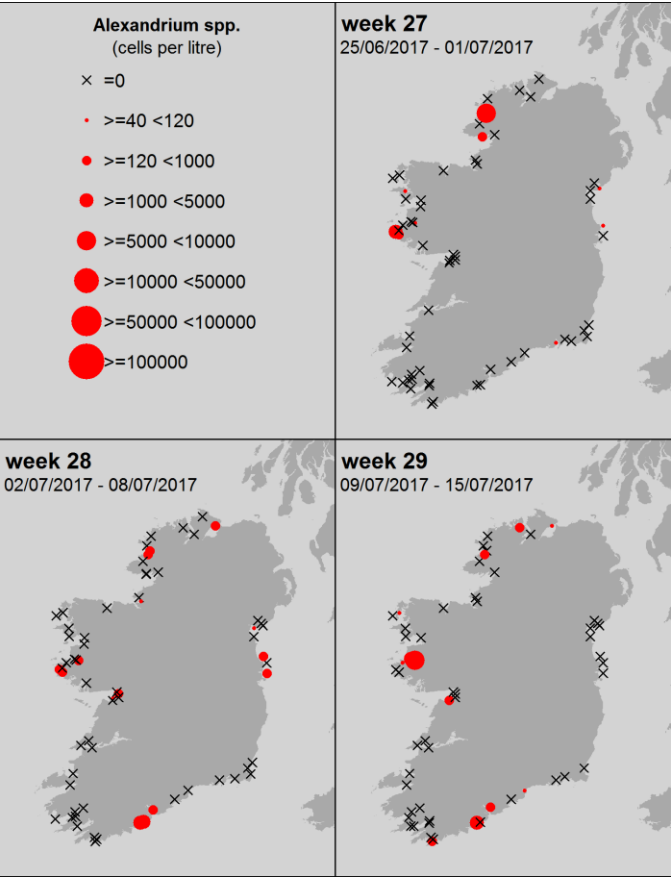 Alexandrium spp.
(cells per litre)
=0
>=40 <120
>=120 <1000
>=1000 <5000
>=5000 <10000
>=10000 <50000
>=50000 <100000
>=100000
week 27
25/06/2017 - 01/07/2017
week 28
02/07/2017 - 08/07/2017
week 29
09/07/2017 - 15/07/2017